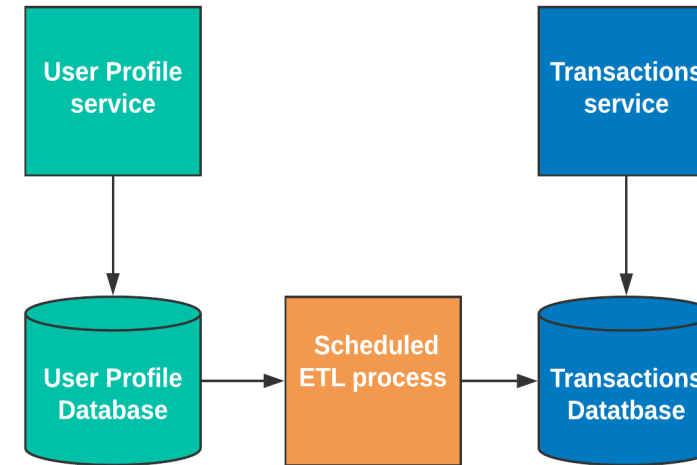 User Profile
service
Transactions
service
User Profile
Database
Scheduled
ETL process
Transactions
Datatbase